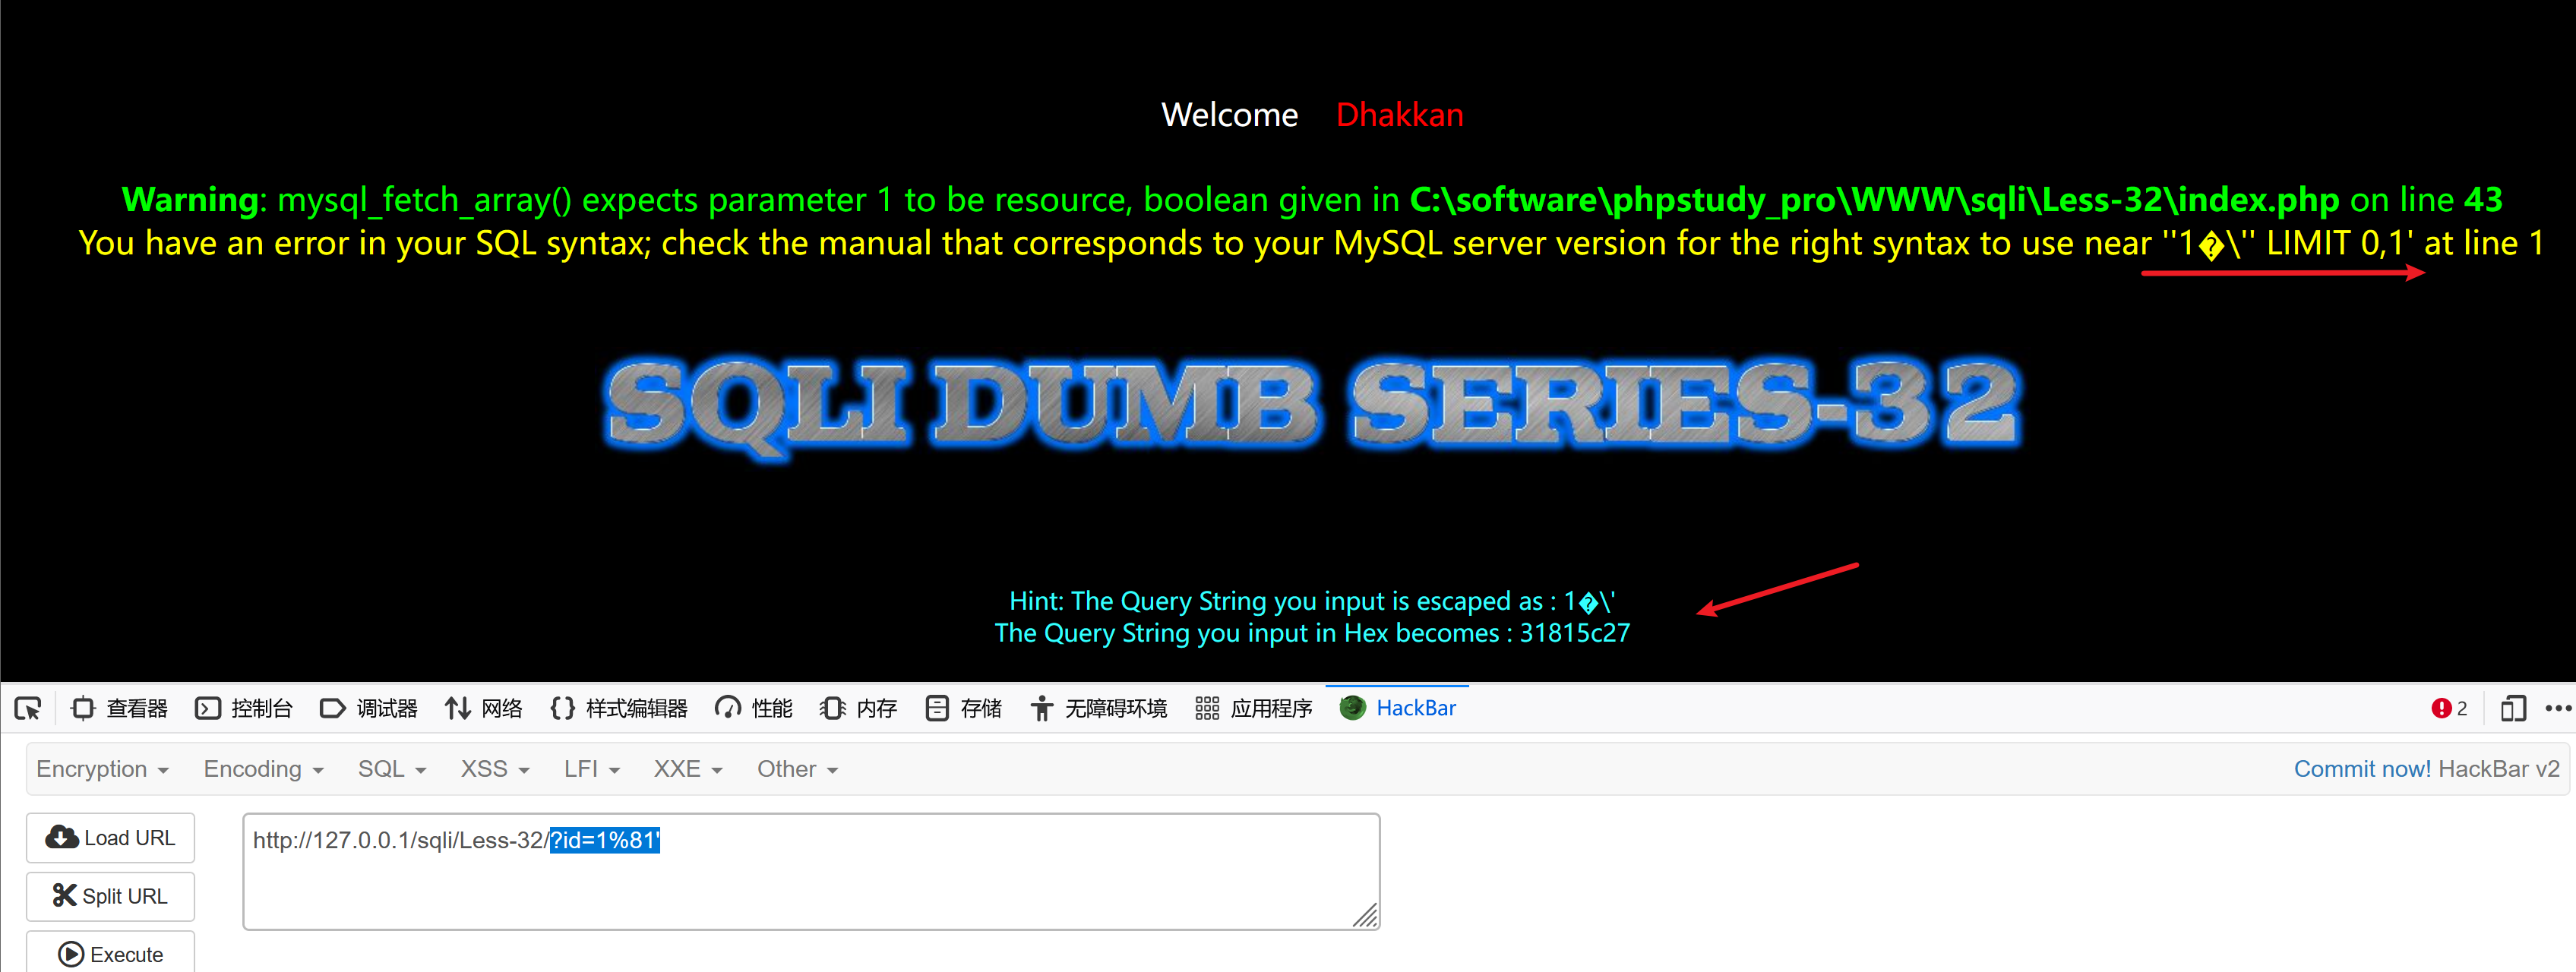 Welcome Dhakkan
Warning: mysql_fetch_array() expects parameter 1 to be resource, boolean given in C:\software\phpstudy_pro\WWW\sqli\Less-32\index.php on line 43
You have an error in your SQL syntax; check the manual that corresponds to your MySQL server version for the right syntax to use near ''1�\'' LIMIT 0,1' at line 1
SQLI DUMB SERIES-32
Hint: The Query String you input is escaped as : 1�\'
The Query String you input in Hex becomes : 31815c27
查看器 控制台 调试器 网络 样式编辑器 性能 内存 存储 无障碍环境 应用程序 HackBar 2
Encryption Encoding SQL XSS LFI XXE Other Commit now! HackBar v2
Load URL http://127.0.0.1/sqli/Less-32/?id=1%81'
Split URL
Execute